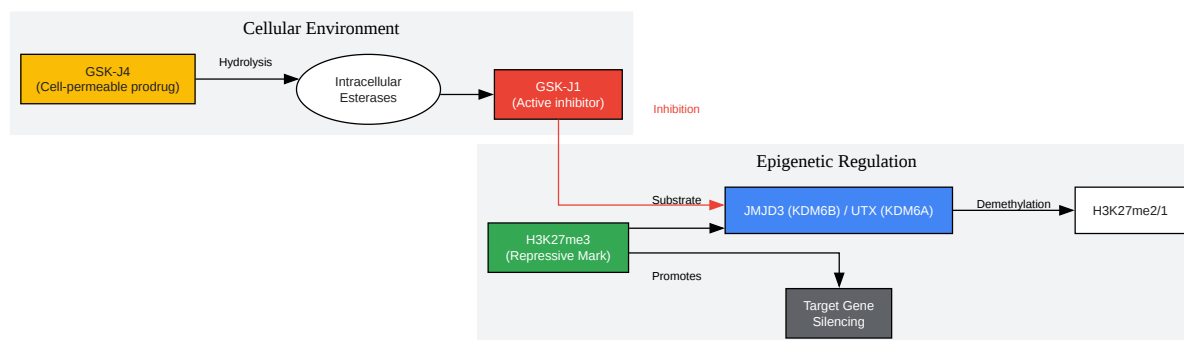 Cellular Environment
GSK-J4
(Cell-permeable prodrug)
Hydrolysis
Intracellular
Esterases
GSK-J1
(Active inhibitor)
Inhibition
Epigenetic Regulation
Substrate
JMJD3 (KDM6B) / UTX (KDM6A)
Demethylation
H3K27me2/1
H3K27me3
(Repressive Mark)
Promotes
Target Gene
Silencing